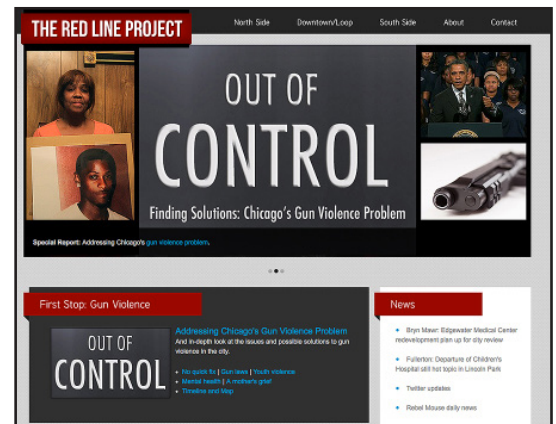 THE RED LINE PROJECT
North Side Downtown/Loop South Side About Contact
OUT OF
CONTROL
Finding Solutions: Chicago's Gun Violence Problem
Special Report: Addressing Chicago's gun violence problem.
First Stop: Gun Violence
OUT OF
CONTROL
Addressing Chicago's Gun Violence Problem
And in-depth look at the issues and possible solutions to gun
violence in the city.
No quick fix | Gun laws | Youth violence
Mental health | A mother's grief
Timeline and Map
News
Bryn Mawr: Edgewater Medical Center
redevelopment plan up for city review
Fullerton: Departure of Children's
Hospital still hot topic in Lincoln Park
Twitter updates
Rebel Mouse daily news